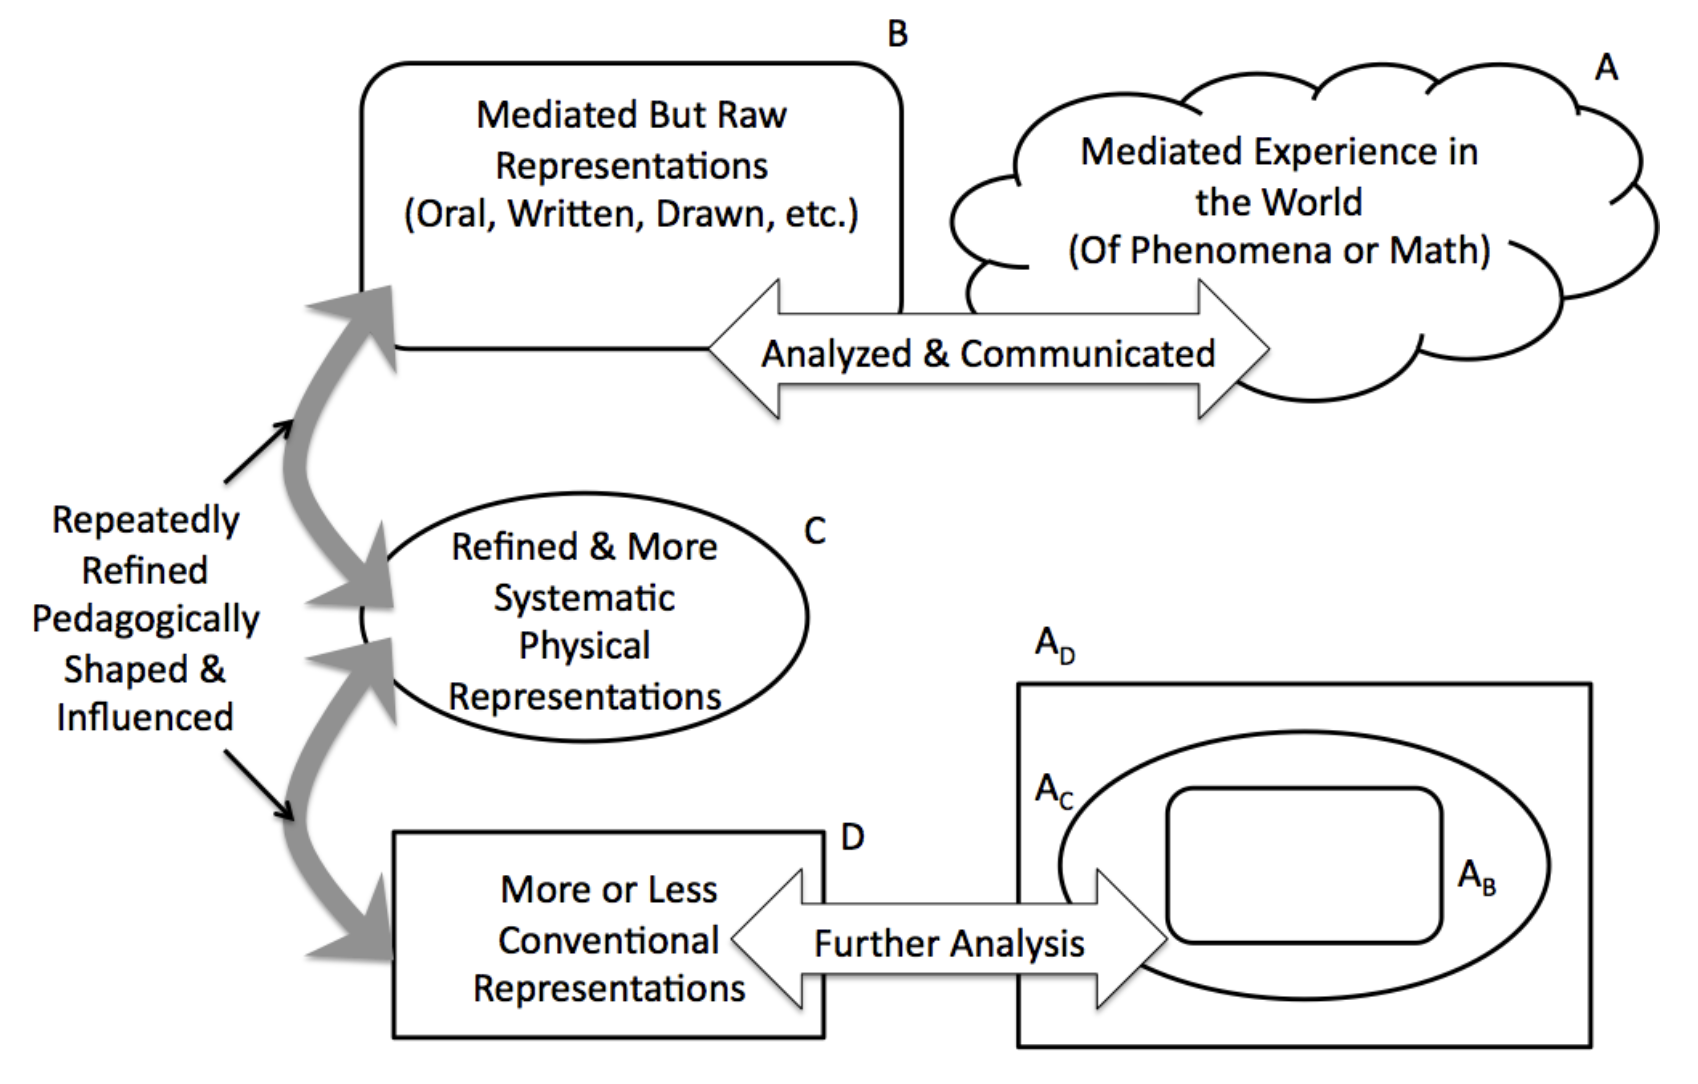 B
Mediated But Raw
Representations
(Oral, Written, Drawn, etc.)
A
Mediated Experience in
the World
(Of Phenomena or Math)
Analyzed & Communicated
Repeatedly
Refined
Pedagogically
Shaped &
Influenced
C
Refined & More
Systematic
Physical
Representations
D
More or Less
Conventional
Representations
Further Analysis
AD
AC
AB